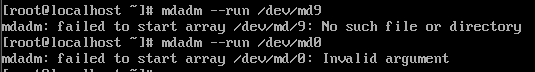 [root@localhost ~]# mdadm --run /dev/md9
mdadm: failed to start array /dev/md/9: No such file or directory
[root@localhost ~]# mdadm --run /dev/md0
mdadm: failed to start array /dev/md/0: Invalid argument